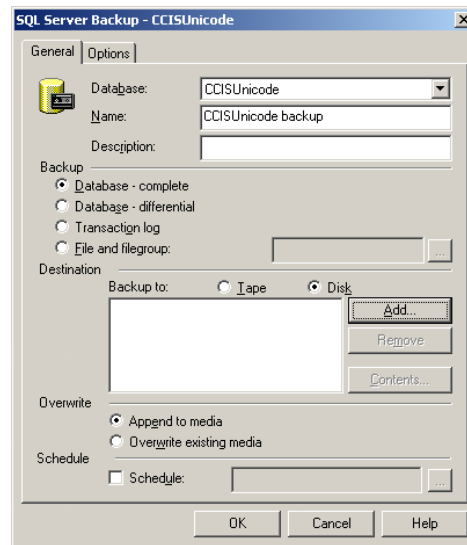 SQL Server Backup - CCISUnicode
General Options
Database: CCISUnicode
Name: CCISUnicode backup
Description:
Backup
Database - complete
Database - differential
Transaction log
File and filegroup: ...
Destination
Backup to: Tape Disk
Add...
Remove
Contents...
Overwrite
Append to media
Overwrite existing media
Schedule
Schedule: ...
OK Cancel Help